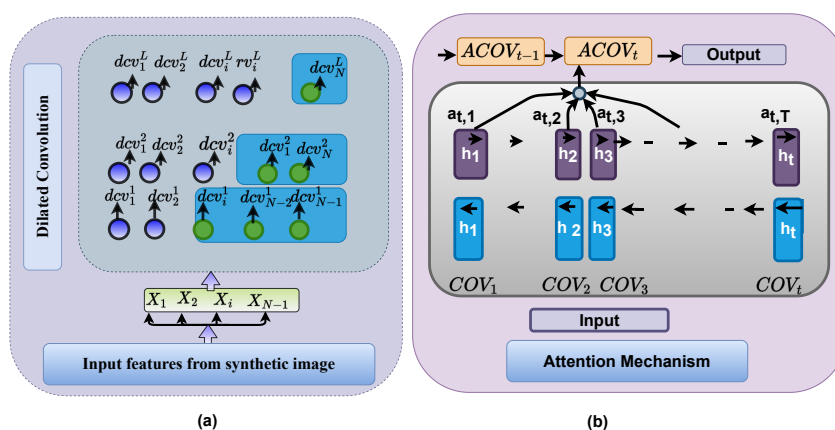 dcv_1^L dcv_2^L dcv_i^L rv_i^L dcv_N^L
dcv_1^2 dcv_2^2 dcv_i^2 dcv_1^2 dcv_N^2
dcv_1^1 dcv_2^1 dcv_i^1 dcv_{N-2}^1 dcv_{N-1}^1
Dilated Convolution
X_1 X_2 X_i X_{N-1}
Input features from synthetic image
(a)
ACOV_{t-1} ACOV_t Output
a_{t,1} a_{t,2} a_{t,3} a_{t,T}
h_1 h_2 h_3 h_t
h_1 h_2 h_3 h_t
COV_1 COV_2 COV_3 COV_t
Input
Attention Mechanism
(b)